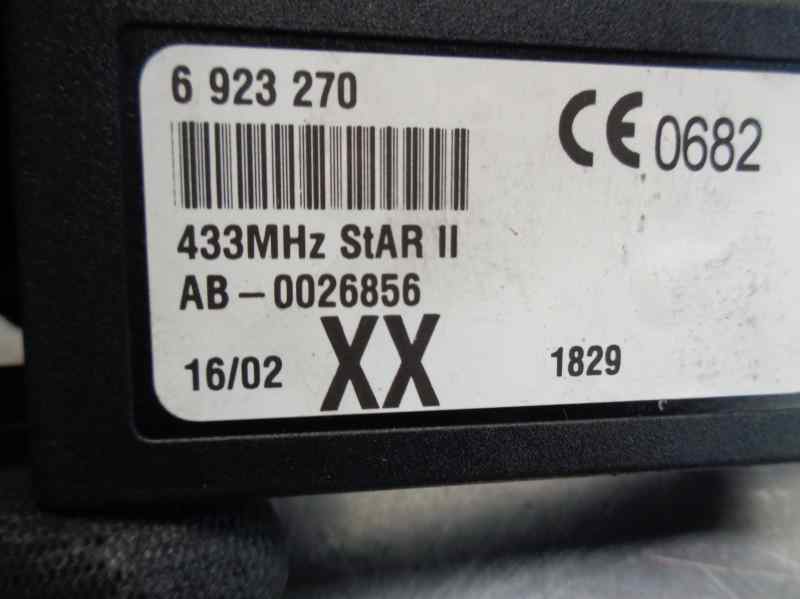 6 923 270
CE 0682
433MHz StAR II
AB-0026856
16/02 XX 1829